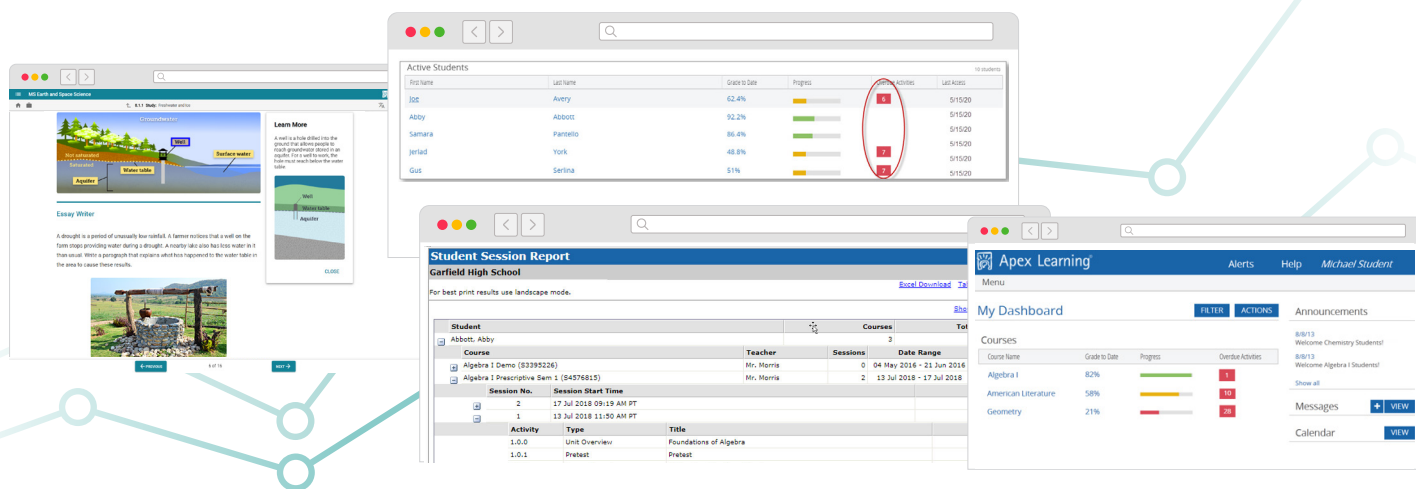 MS Earth and Space Science
9.1.1 Study: Freshwater and Ice
Groundwater
Well
Not saturated
Saturated
Surface water
Water table
Aquifer
Learn More
A well is a hole drilled into the
ground that allows people to
reach groundwater stored in an
aquifer. For a well to work, the
hole must reach below the water
table.
Well
Water table
Aquifer
CLOSE
Essay Writer
A drought is a period of unusually low rainfall. A farmer notices that a well on the
farm stops providing water during a drought. A nearby lake also has less water in it
than usual. Write a paragraph that explains what has happened to the water table in
the area to cause these results.
PREVIOUS
6 of 16
NEXT
Active Students
10 students
First Name Last Name Grade to Date Progress Overdue Activities Last Access
Joe Avery 62.4% 6 5/15/20
Abby Abbott 92.2% 5/15/20
Samara Pantello 86.4% 5/15/20
5/15/20
Jerlad York 48.8% 7 5/15/20
Gus Serlina 51% 7 5/15/20
Student Session Report
Garfield High School
Excel Download
For best print results use landscape mode.
Student Courses
Abbott, Abby 3
Course Teacher Sessions Date Range
Algebra I Demo (S3395226) Mr. Morris 0 04 May 2016 - 21 Jun 2016
Algebra I Prescriptive Sem 1 (S4576815) Mr. Morris 2 13 Jul 2018 - 17 Jul 2018
Session No. Session Start Time
2 17 Jul 2018 09:19 AM PT
1 13 Jul 2018 11:50 AM PT
Activity Type Title
1.0.0 Unit Overview Foundations of Algebra
1.0.1 Pretest Pretest
Apex Learning
Alerts Help Michael Student
Menu
My Dashboard
FILTER ACTIONS
Courses
Course Name Grade to Date Progress Overdue Activities
Algebra I 82% 1
American Literature 58% 10
Geometry 21% 28
Announcements
8/8/13
Welcome Chemistry Students!
8/8/13
Welcome Algebra I Students!
Show all
Messages + VIEW
Calendar VIEW